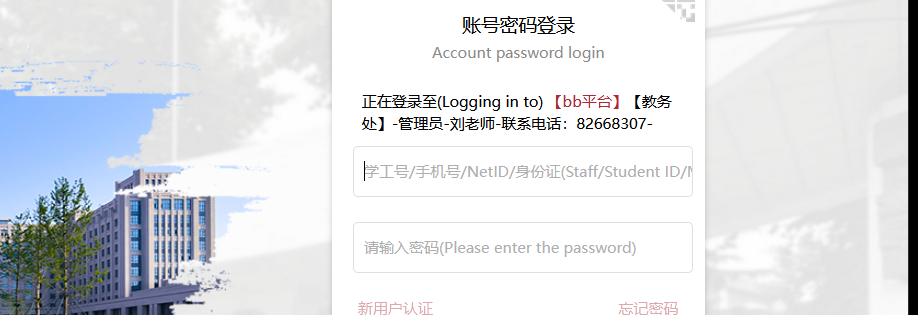 账号密码登录
Account password login
正在登录至(Logging in to) 【bb平台】【教务
处】-管理员-刘老师-联系电话：82668307-
学工号/手机号/NetID/身份证(Staff/Student ID/
请输入密码(Please enter the password)
新用户认证 忘记密码